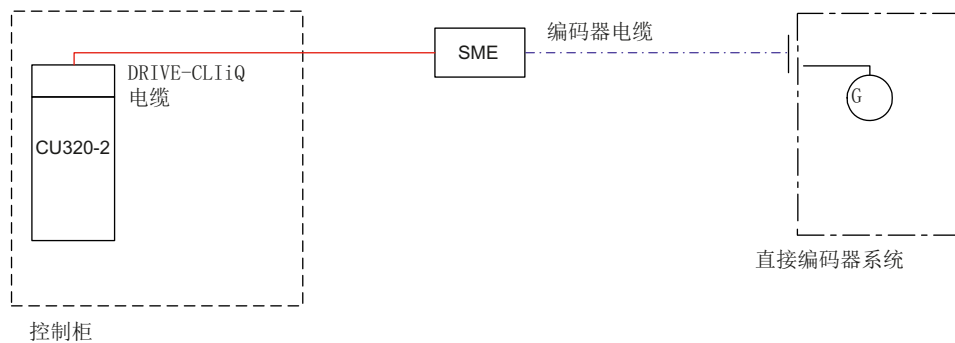 编码器电缆
SME
DRIVE-CLIiQ
电缆
G
CU320-2
直接编码器系统
控制柜